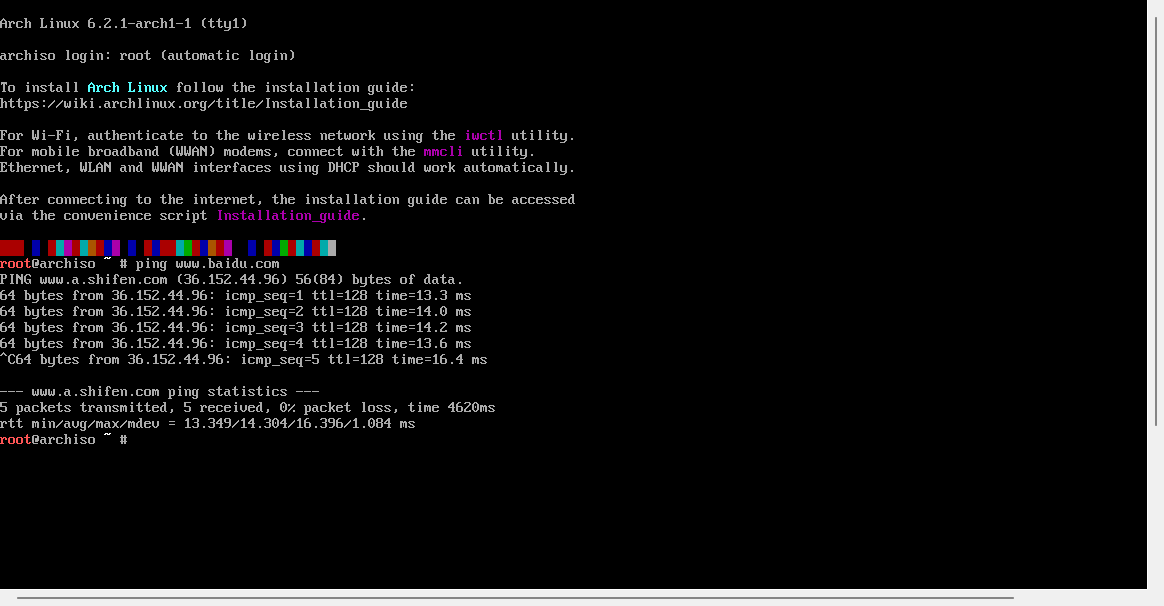 Arch Linux 6.2.1-arch1-1 (tty1)
archiso login: root (automatic login)
To install Arch Linux follow the installation guide:
https://wiki.archlinux.org/title/Installation_guide
For Wi-Fi, authenticate to the wireless network using the iwctl utility.
For mobile broadband (WWAN) modems, connect with the mmcli utility.
Ethernet, WLAN and WWAN interfaces using DHCP should work automatically.
After connecting to the internet, the installation guide can be accessed
via the convenience script Installation_guide.
root@archiso ~ # ping www.baidu.com
PING www.a.shifen.com (36.152.44.96) 56(84) bytes of data.
64 bytes from 36.152.44.96: icmp_seq=1 ttl=128 time=13.3 ms
64 bytes from 36.152.44.96: icmp_seq=2 ttl=128 time=14.0 ms
64 bytes from 36.152.44.96: icmp_seq=3 ttl=128 time=14.2 ms
64 bytes from 36.152.44.96: icmp_seq=4 ttl=128 time=13.6 ms
^C64 bytes from 36.152.44.96: icmp_seq=5 ttl=128 time=16.4 ms
--- www.a.shifen.com ping statistics ---
5 packets transmitted, 5 received, 0% packet loss, time 4620ms
rtt min/avg/max/mdev = 13.349/14.304/16.396/1.084 ms
root@archiso ~ #